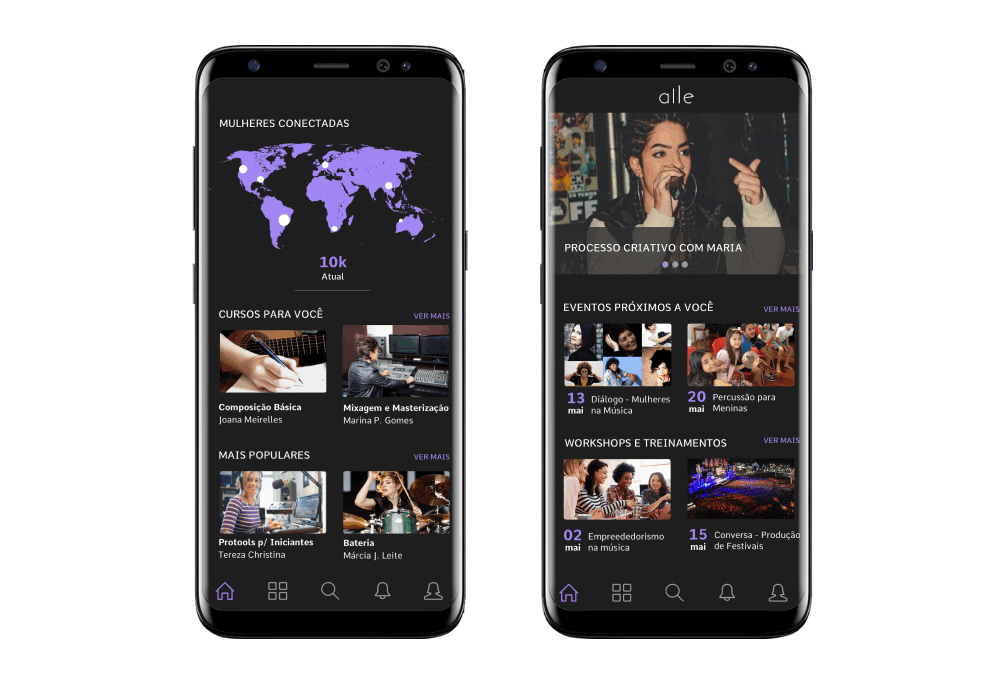 MULHERES CONECTADAS
10k
Atual
CURSOS PARA VOCÊ
VER MAIS
Composição Básica
Joana Meirelles
Mixagem e Masterização
Marina P. Gomes
MAIS POPULARES
VER MAIS
Protools p/ Iniciantes
Tereza Christina
Bateria
Márcia J. Leite
alle
FF
PROCESSO CRIATIVO COM MARIA
EVENTOS PRÓXIMOS A VOCÊ
VER MAIS
13
mai
Diálogo - Mulheres
na Música
20
mai
Percussão para
Meninas
WORKSHOPS E TREINAMENTOS
VER MAIS
02
mai
Empreededorismo
na música
15
mai
Conversa - Produção
de Festivais